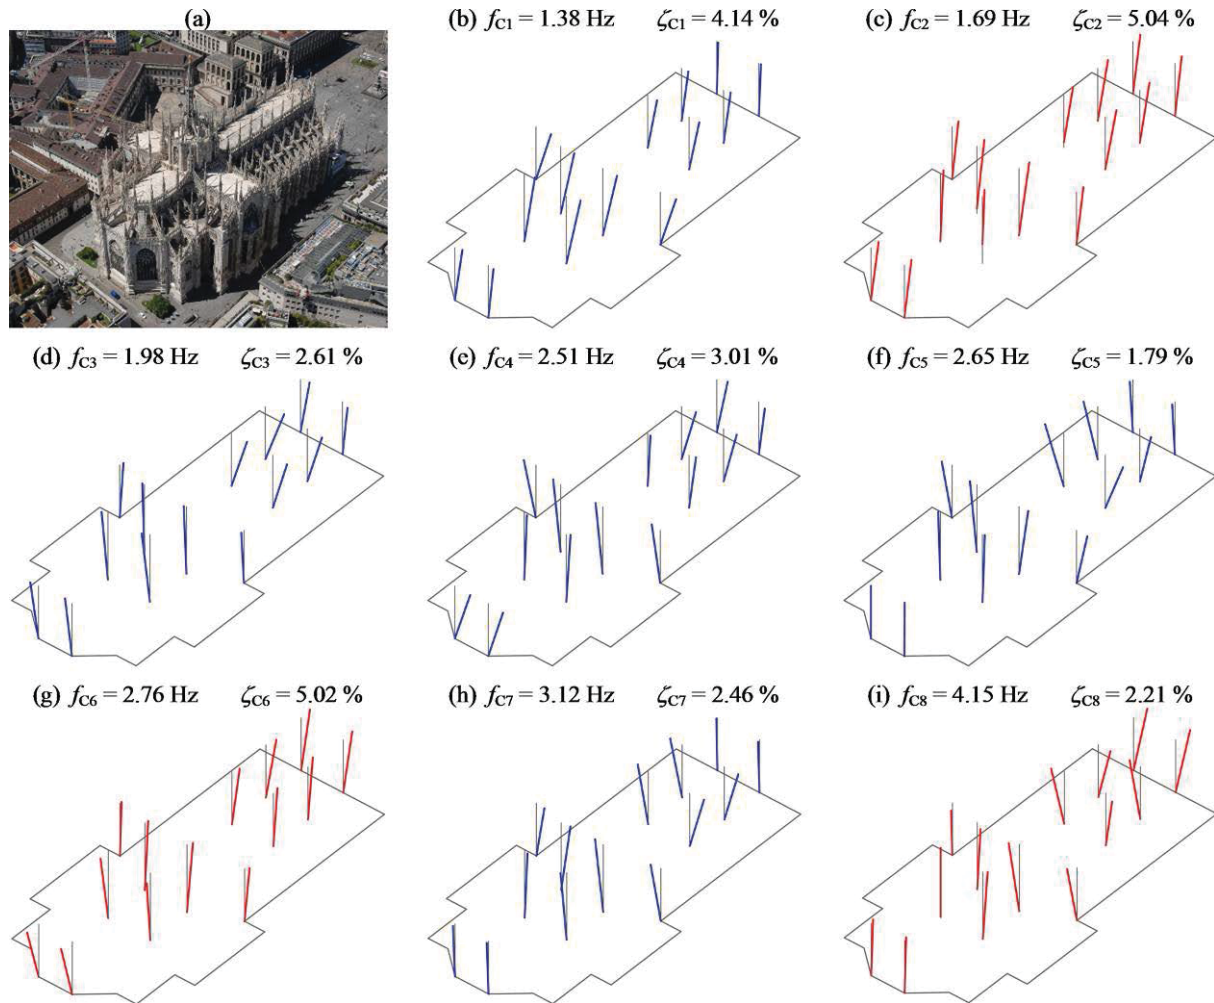 (a)
(b) fC1 = 1.38 Hz ζC1 = 4.14 %
(c) fC2 = 1.69 Hz ζC2 = 5.04 %
(d) fC3 = 1.98 Hz ζC3 = 2.61 %
(e) fC4 = 2.51 Hz ζC4 = 3.01 %
(f) fC5 = 2.65 Hz ζC5 = 1.79 %
(g) fC6 = 2.76 Hz ζC6 = 5.02 %
(h) fC7 = 3.12 Hz ζC7 = 2.46 %
(i) fC8 = 4.15 Hz ζC8 = 2.21 %